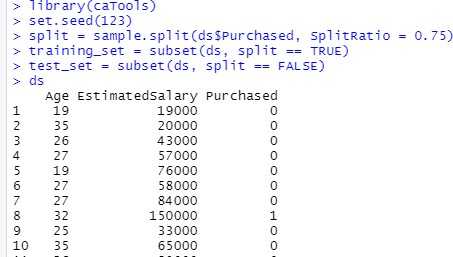 > library(caTools)
> set.seed(123)
> split = sample.split(ds$Purchased, SplitRatio = 0.75)
> training_set = subset(ds, split == TRUE)
> test_set = subset(ds, split == FALSE)
> ds
Age EstimatedSalary Purchased
1 19 19000 0
2 35 20000 0
3 26 43000 0
4 27 57000 0
5 19 76000 0
6 27 58000 0
7 27 84000 0
8 32 150000 1
9 25 33000 0
10 35 65000 0